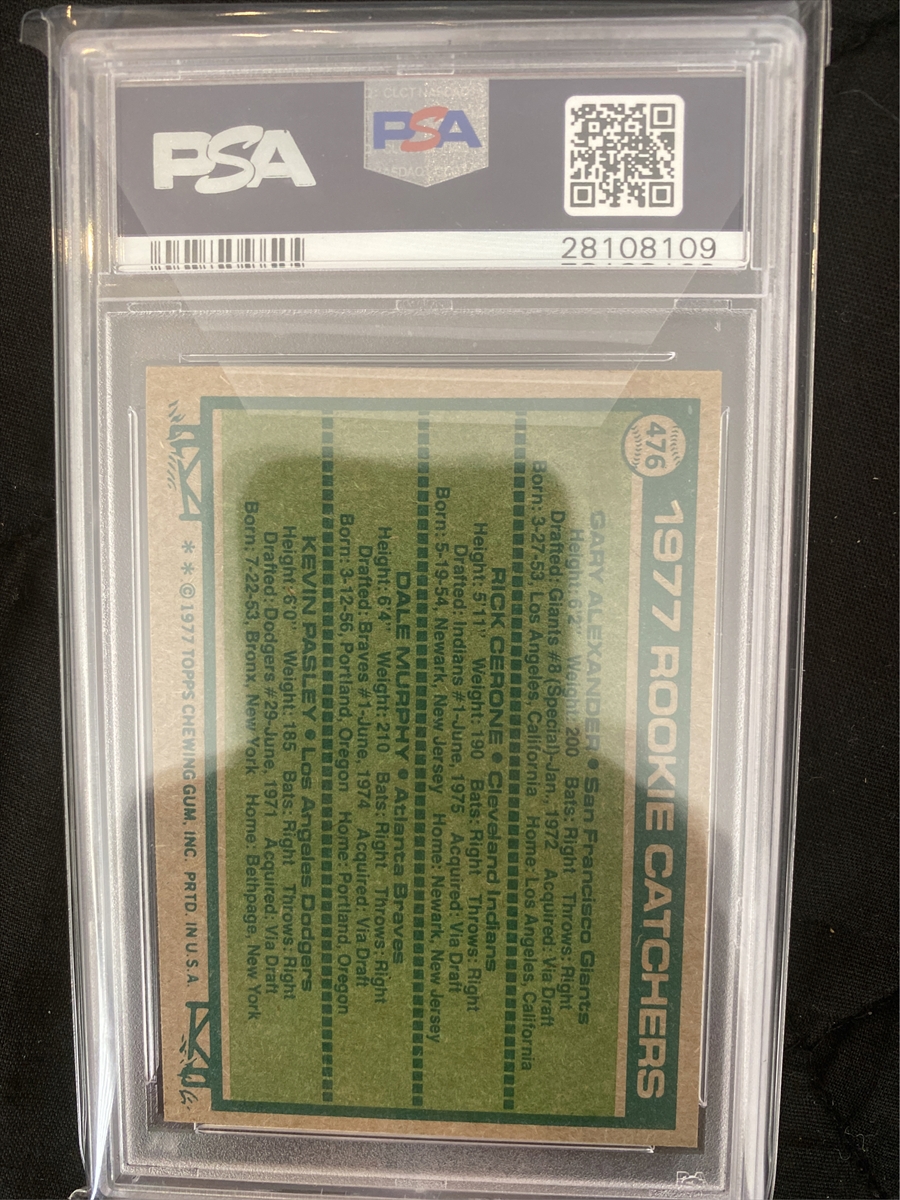 PSA
CLCT NASDAQ
PSA
NASDAQ: CLCT
28108109
476
1977 ROOKIE CATCHERS
GARY ALEXANDER • San Francisco Giants
Height: 6'2" Weight: 200 Bats: Right Throws: Right
Drafted: Giants #8 (Special)-Jan., 1972 Acquired: Via Draft
Born: 3-27-53, Los Angeles, California Home: Los Angeles, California
RICK CERONE • Cleveland Indians
Height: 5'11" Weight: 190 Bats: Right Throws: Right
Drafted: Indians #1-June, 1975 Acquired: Via Draft
Born: 5-19-54, Newark, New Jersey Home: Newark, New Jersey
DALE MURPHY • Atlanta Braves
Height: 6'4" Weight: 210 Bats: Right Throws: Right
Drafted: Braves #1-June, 1974 Acquired: Via Draft
Born: 3-12-56, Portland, Oregon Home: Portland, Oregon
KEVIN PASLEY • Los Angeles Dodgers
Height: 6'0" Weight: 185 Bats: Right Throws: Right
Drafted: Dodgers #29-June, 1971 Acquired: Via Draft
Born: 7-22-53, Bronx, New York Home: Bethpage, New York
* * © 1977 TOPPS CHEWING GUM, INC. PRTD. IN U.S.A.